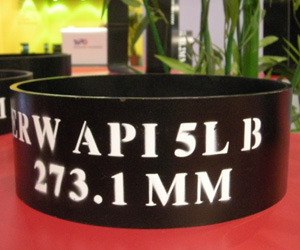 ERW API 5L B
273.1 MM